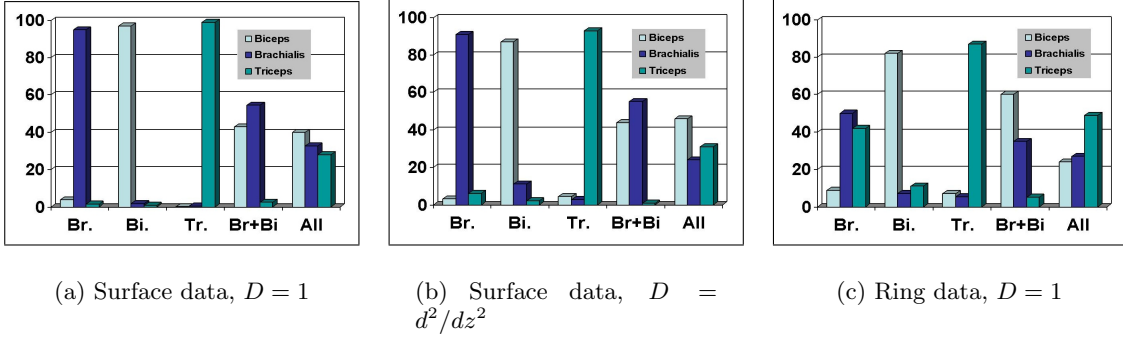 100
80
60
40
20
0
Biceps
Brachialis
Triceps
Br. Bi. Tr. Br+Bi All
100
80
60
40
20
0
Biceps
Brachialis
Triceps
Br. Bi. Tr. Br+Bi All
100
80
60
40
20
0
Biceps
Brachialis
Triceps
Br. Bi. Tr. Br+Bi All
(a) Surface data, D = 1
(b) Surface data, D =
d²/dz²
(c) Ring data, D = 1